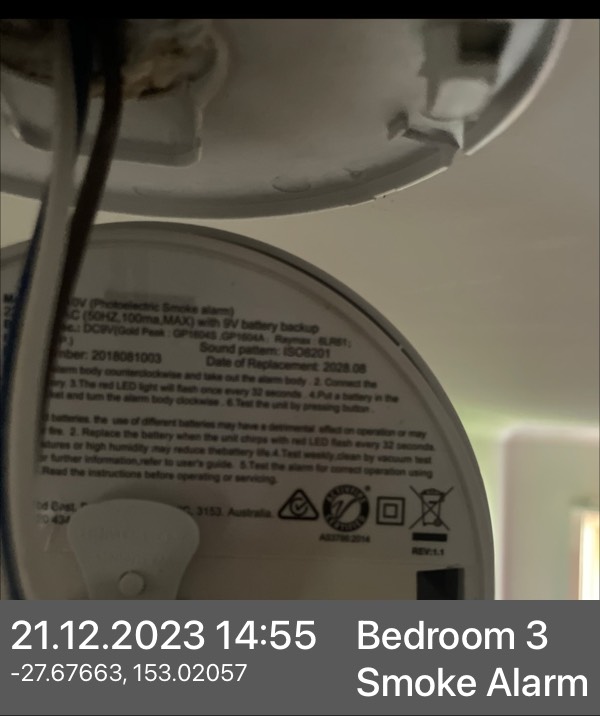 0V (Photoelectric Smoke alarm)
AC (50HZ,100ma,MAX) with 9V battery backup
DC9V(Gold Peak : GP1604S ,GP1604A ; Raymax : 6LR61;
Sound pattern: ISO8201
mber: 2018081003
Date of Replacement: 2028.08
alarm body counterclockwise and take out the alarm body . 2. Connect the
3.The red LED light will flash once every 32 seconds . 4.Put a battery in the
and turn the alarm body clockwise . 6.Test the unit by pressing button .
batteries. the use of different batteries may have a detrimental effect on operation or may
fire. 2. Replace the battery when the unit chirps with red LED flash every 32 seconds.
or high humidity may reduce thebattery life.4.Test weekly,clean by vacuum test
or further information,refer to user's guide. 5.Test the alarm for correct operation using
Read the instructions before operating or servicing.
3153. Australia.
AS3786:2014
REV:1.1
21.12.2023 14:55
-27.67663, 153.02057
Bedroom 3
Smoke Alarm